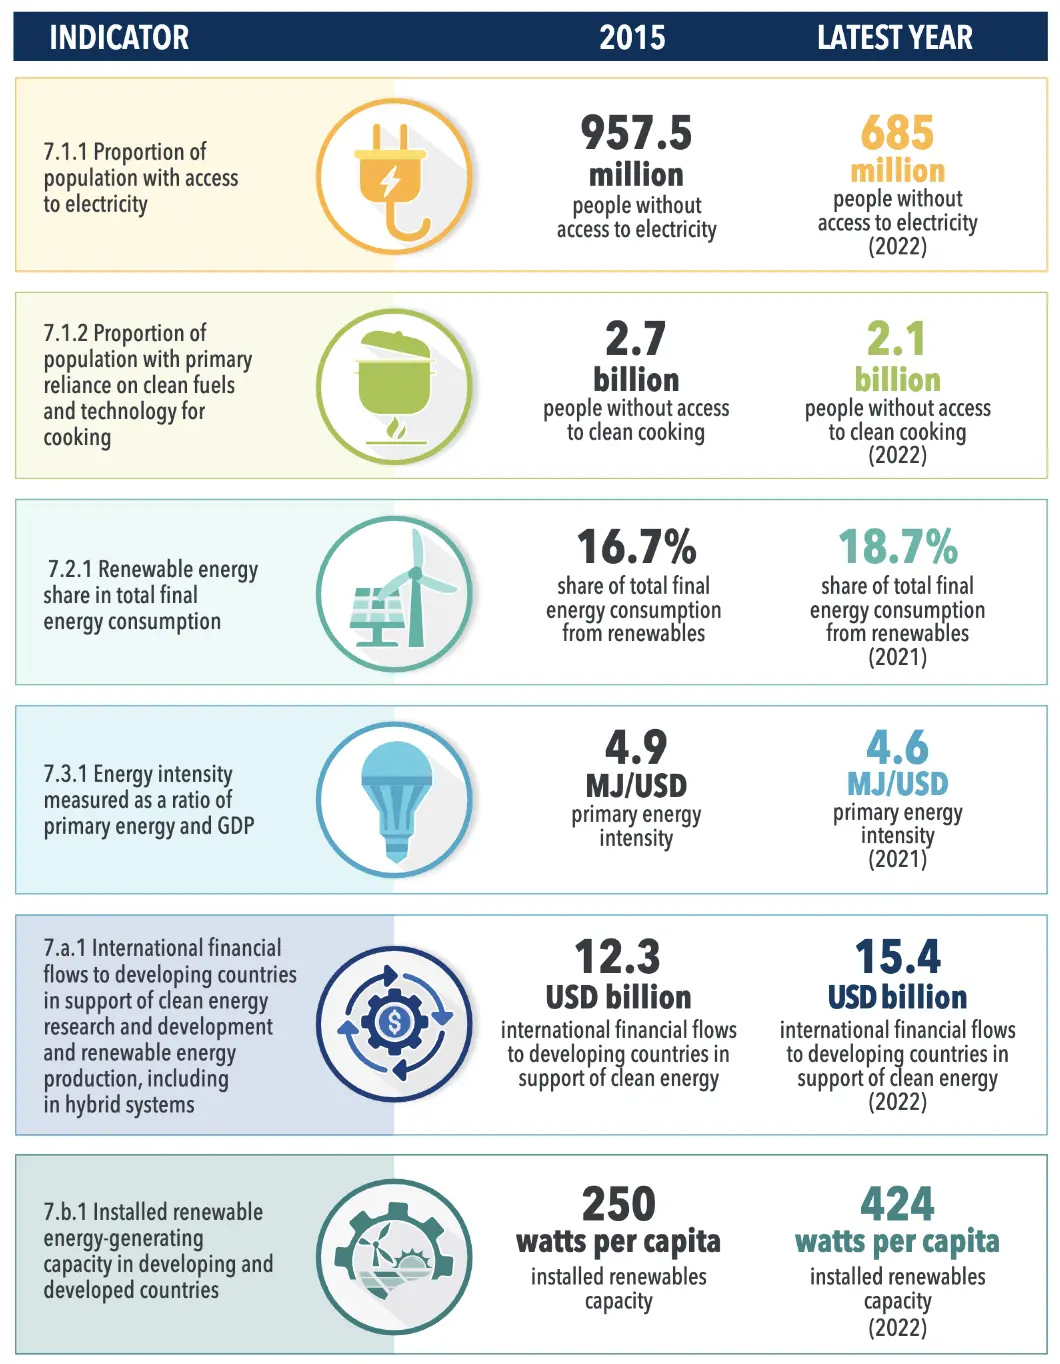 INDICATOR
2015
LATEST YEAR
7.1.1 Proportion of
population with access
to electricity
957.5
million
people without
access to electricity
685
million
people without
access to electricity
(2022)
7.1.2 Proportion of
population with primary
reliance on clean fuels
and technology for
cooking
2.7
billion
people without access
to clean cooking
2.1
billion
people without access
to clean cooking
(2022)
7.2.1 Renewable energy
share in total final
energy consumption
16.7%
share of total final
energy consumption
from renewables
18.7%
share of total final
energy consumption
from renewables
(2021)
7.3.1 Energy intensity
measured as a ratio of
primary energy and GDP
4.9
MJ/USD
primary energy
intensity
4.6
MJ/USD
primary energy
intensity
(2021)
7.a.1 International financial
flows to developing countries
in support of clean energy
research and development
and renewable energy
production, including
in hybrid systems
$
12.3
USD billion
international financial flows
to developing countries in
support of clean energy
15.4
USD billion
international financial flows
to developing countries in
support of clean energy
(2022)
7.b.1 Installed renewable
energy-generating
capacity in developing and
developed countries
250
watts per capita
installed renewables
capacity
424
watts per capita
installed renewables
capacity
(2022)